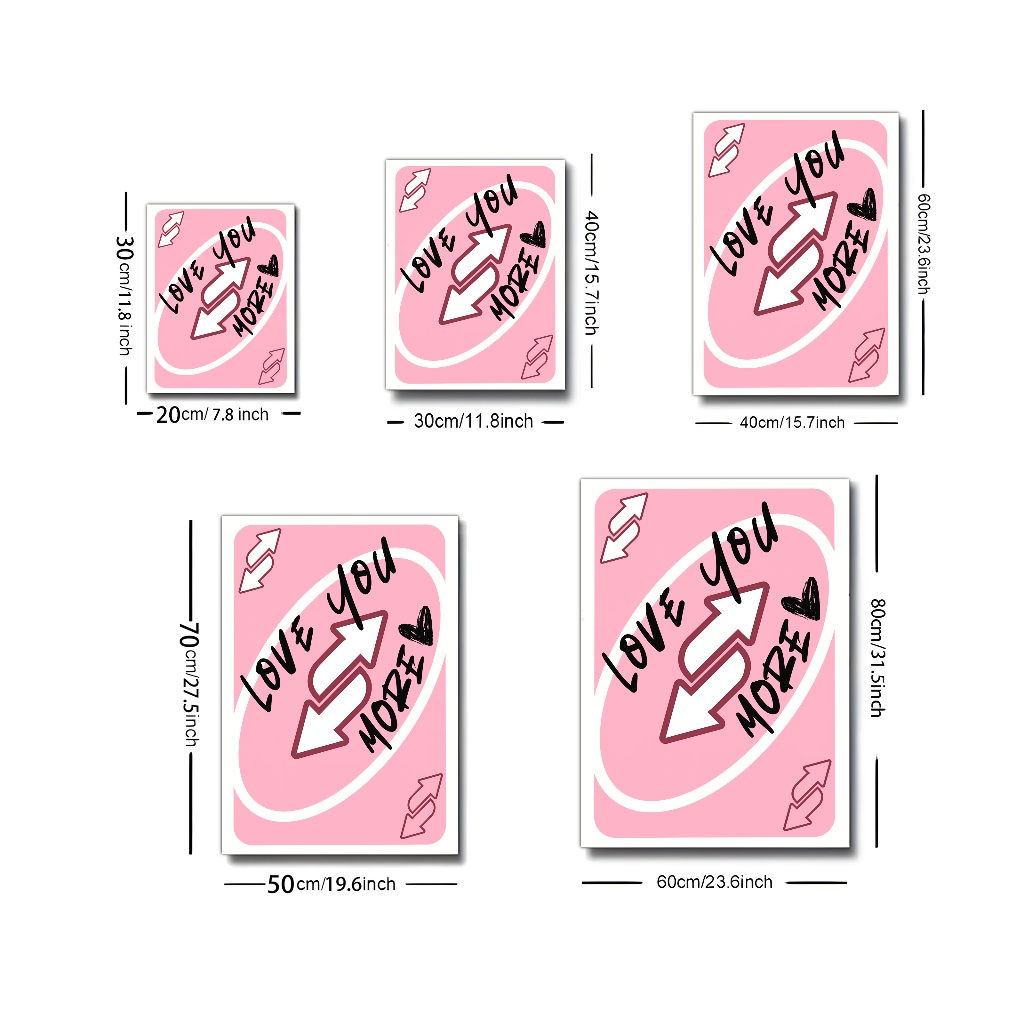 LOVE YOU
MORE
30cm/11.8 inch
20cm/ 7.8 inch
LOVE YOU
MORE
40cm/15.7inch
30cm/11.8inch
LOVE YOU
MORE
60cm/23.6inch
40cm/15.7inch
LOVE YOU
MORE
70cm/27.5inch
50cm/19.6inch
LOVE YOU
MORE
80cm/31.5inch
60cm/23.6inch